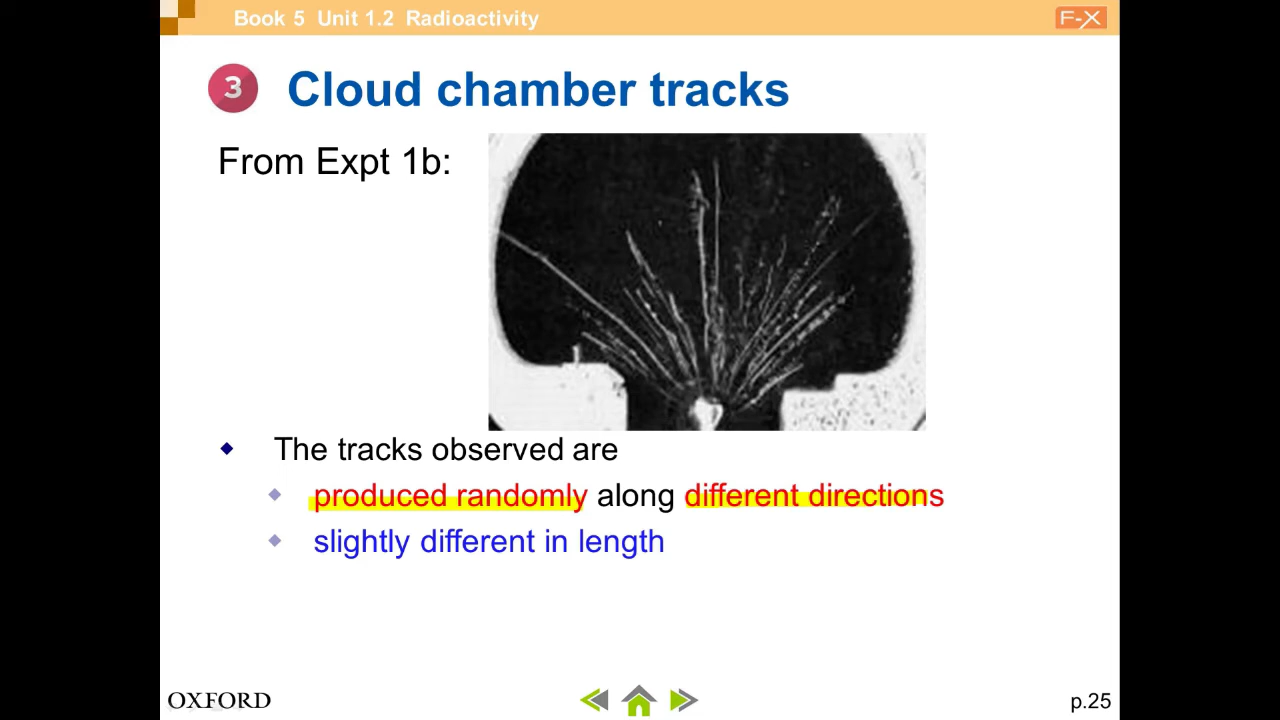 Book 5 Unit 1.2 Radioactivity
F-X
3 Cloud chamber tracks
From Expt 1b:
The tracks observed are
produced randomly along different directions
slightly different in length
OXFORD
p.25